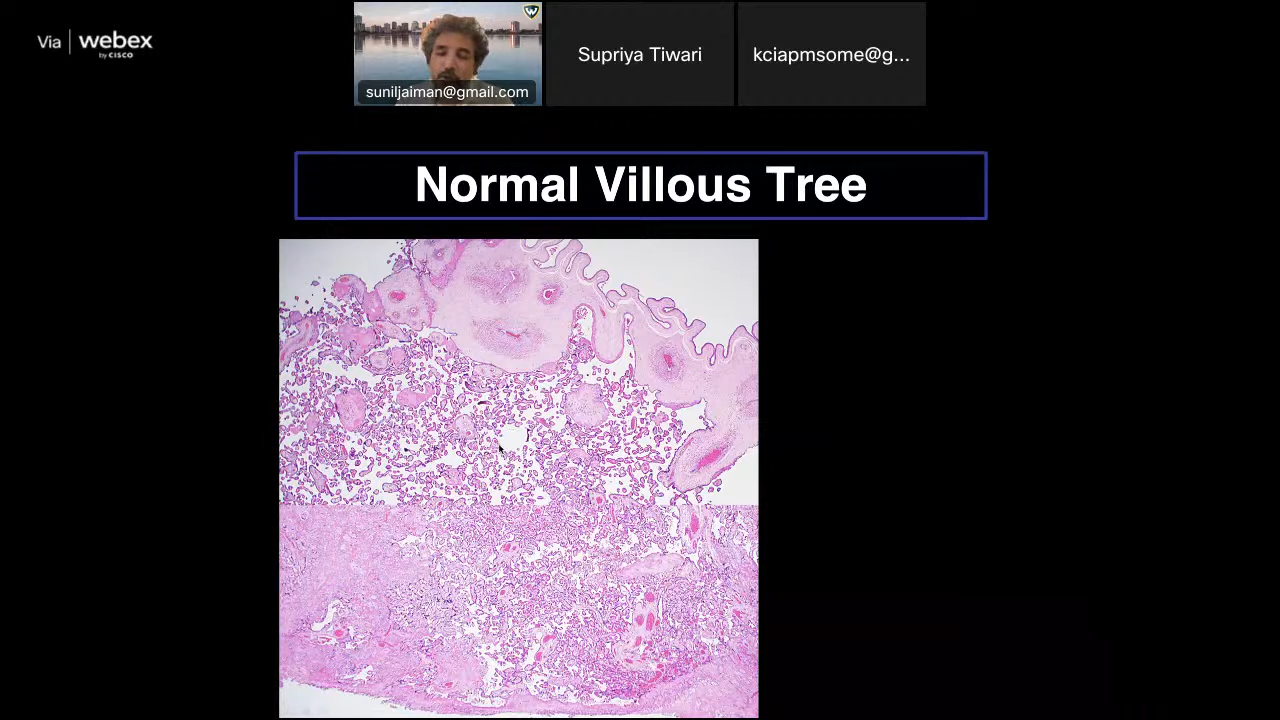 Via webex
by CISCO
suniljaiman@gmail.com
Supriya Tiwari
kciapmsome@g...
Normal Villous Tree
W